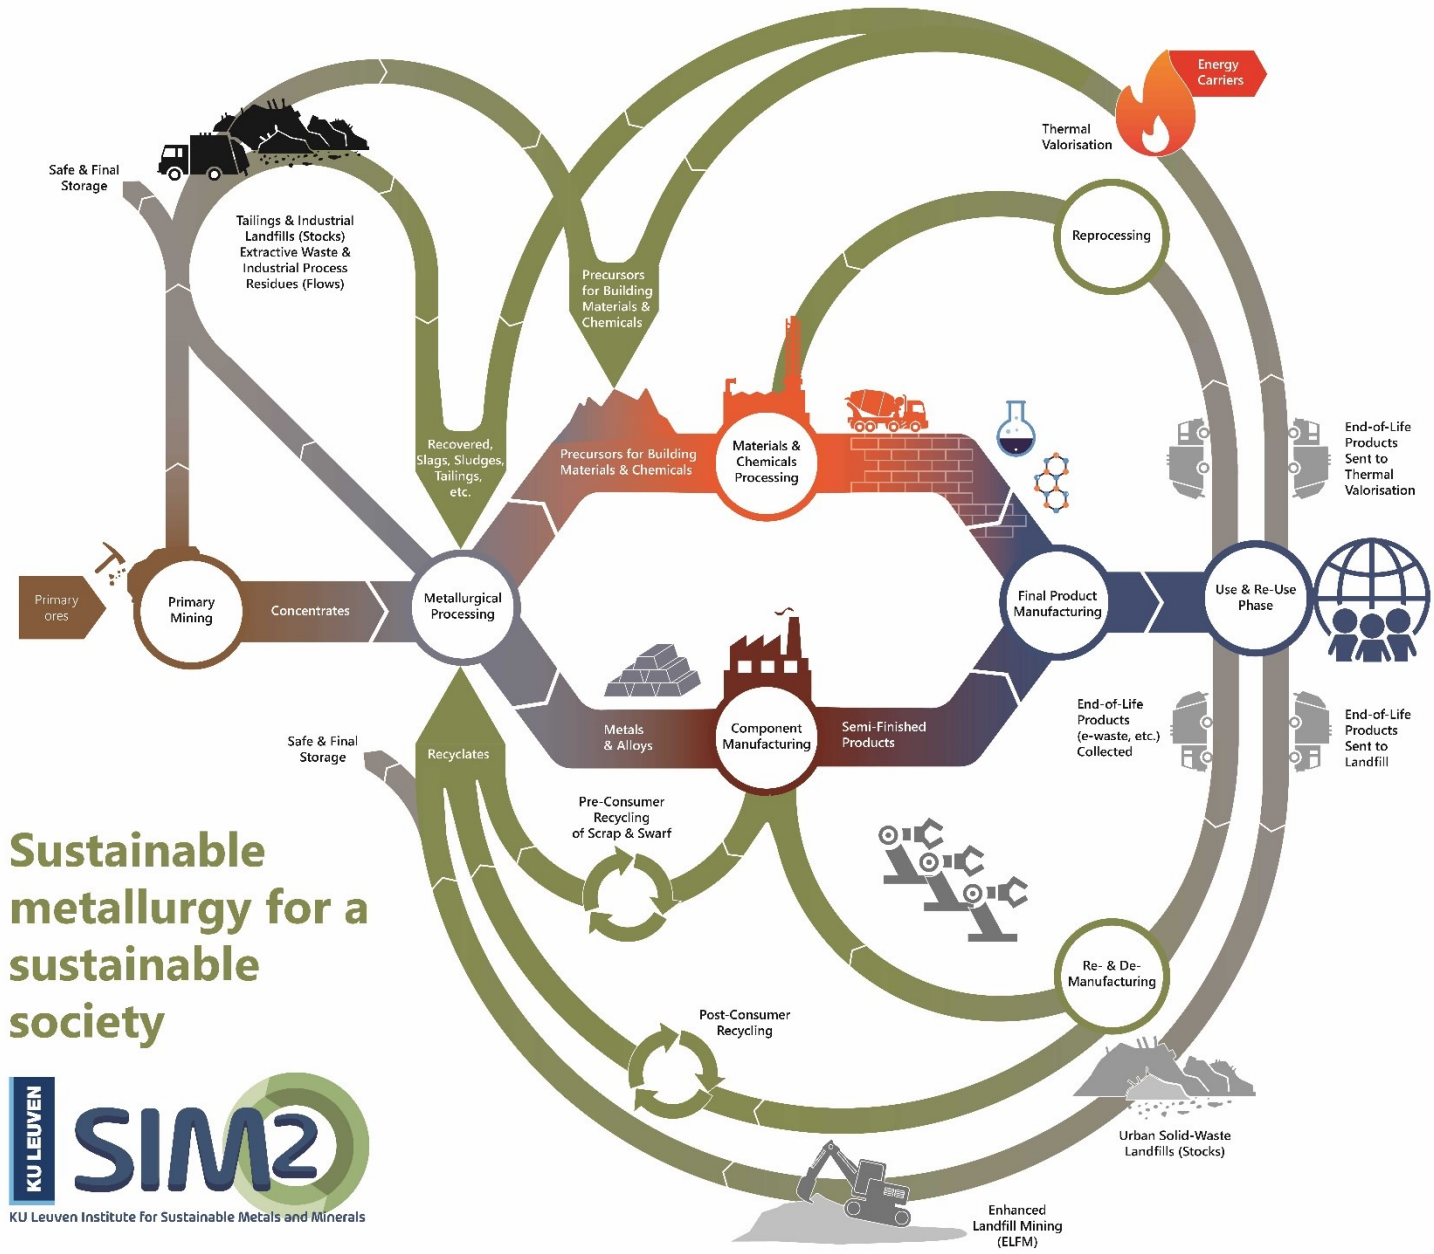 Energy
Carriers
Thermal
Valorisation
Safe & Final
Storage
Tailings & Industrial
Landfills (Stocks)
Extractive Waste &
Industrial Process
Residues (Flows)
Reprocessing
Precursors
for Building
Materials &
Chemicals
Recovered,
Slags, Sludges,
Tailings,
etc.
Precursors for Building
Materials & Chemicals
Materials &
Chemicals
Processing
End-of-Life
Products
Sent to
Thermal
Valorisation
Primary
ores
Primary
Mining
Concentrates
Metallurgical
Processing
Final Product
Manufacturing
Use & Re-Use
Phase
Metals
& Alloys
Component
Manufacturing
Semi-Finished
Products
End-of-Life
Products
(e-waste, etc.)
Collected
End-of-Life
Products
Sent to
Landfill
Safe & Final
Storage
Recyclates
Pre-Consumer
Recycling
of Scrap & Swarf
Sustainable
metallurgy for a
sustainable
society
Re- & De-
Manufacturing
Post-Consumer
Recycling
Urban Solid-Waste
Landfills (Stocks)
Enhanced
Landfill Mining
(ELFM)
KU LEUVEN
SIM2
KU Leuven Institute for Sustainable Metals and Minerals